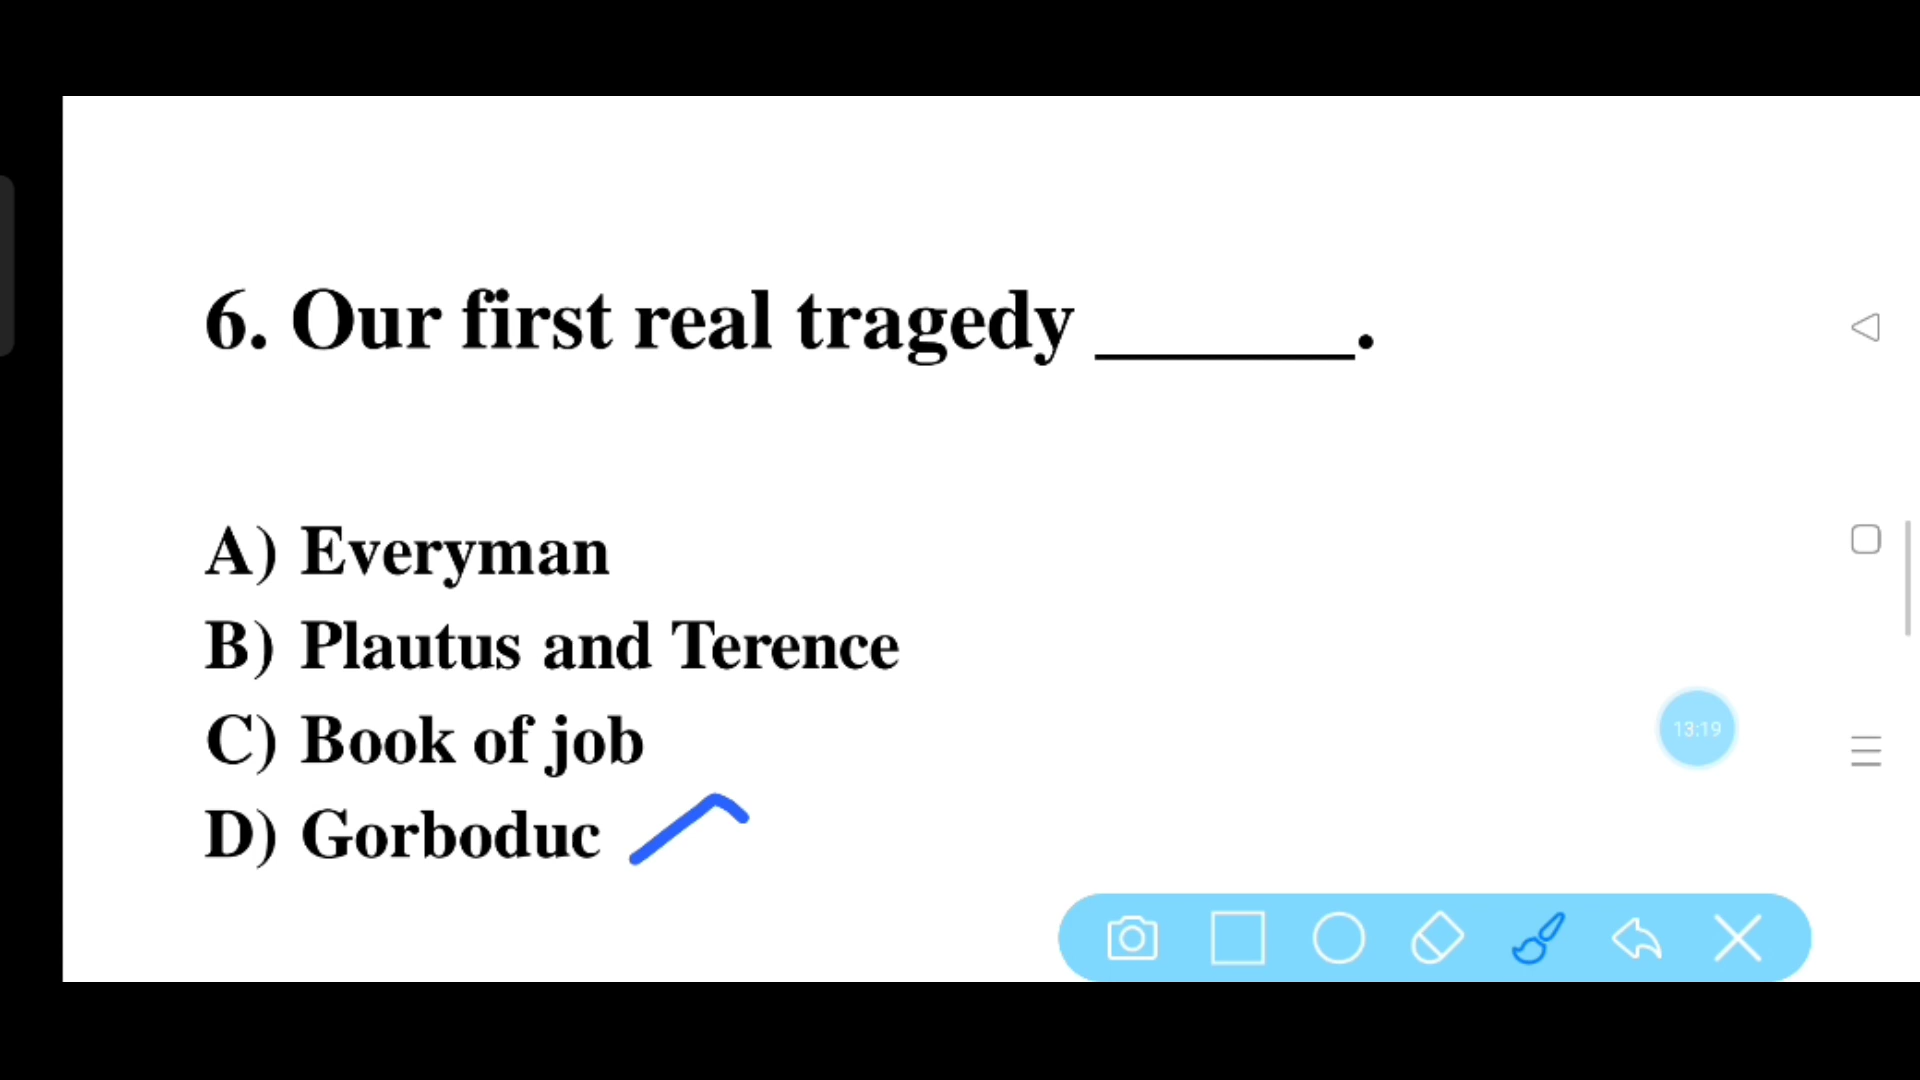 6. Our first real tragedy ______.
A) Everyman
B) Plautus and Terence
C) Book of job
13:19
D) Gorboduc